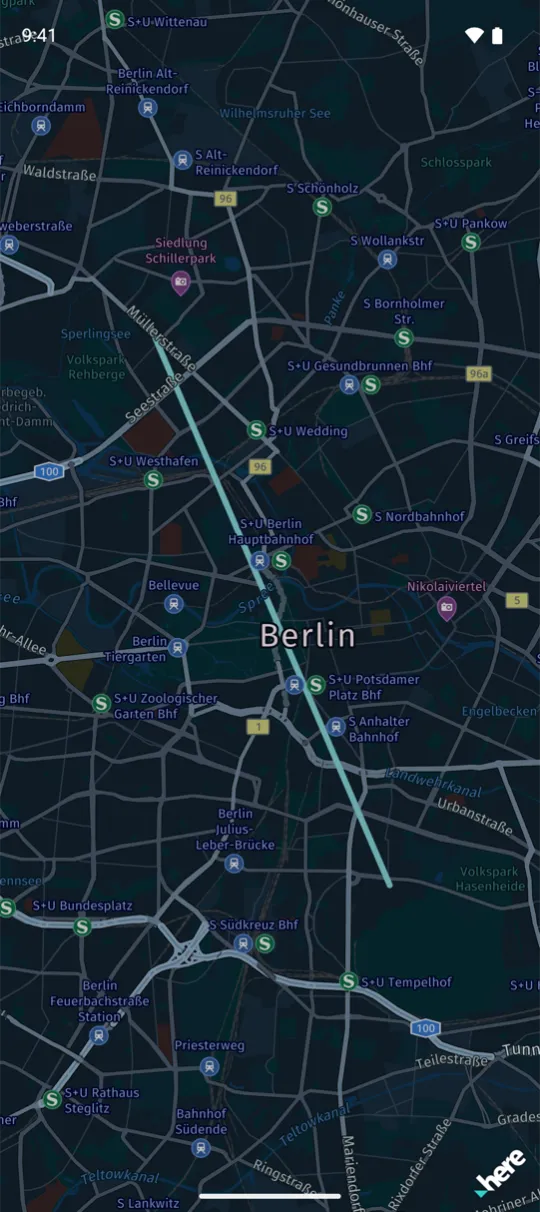 S+U Wittenau
9:41
Berlin Alt-
Reinickendorf
Wilhelmsruher See
S Alt-
Reinickendorf
Schlosspark
Waldstraße
S Schönholz
96
S+U Pankow
S Wollankstr
Siedlung
Schillerpark
Panke
S Bornholmer
Str.
Müllerstraße
Sperlingsee
Volkspark
Rehberge
S+U Gesundbrunnen Bhf
96a
Seestraße
S+U Wedding
100
S+U Westhafen
96
S Nordbahnhof
S+U Berlin
Hauptbahnhof
Bellevue
Nikolaiviertel
Spree
5
Berlin
Berlin
Tiergarten
S+U Potsdamer
Platz Bhf
S+U Zoologischer
Garten Bhf
S Anhalter
Bahnhof
1
Engelbecken
Landwehrkanal
Urbanstraße
Berlin
Julius-
Leber-Brücke
Volkspark
Hasenheide
S+U Bundesplatz
S Südkreuz Bhf
S+U Tempelhof
Berlin
Feuerbachstraße
Station
100
Teilestraße
Priesterweg
S+U Rathaus
Steglitz
Bahnhof
Südende
Teltowkanal
Mariendorf
Rixdorfer Straße
Teltowkanal
Ringstraße
S Lankwitz
here